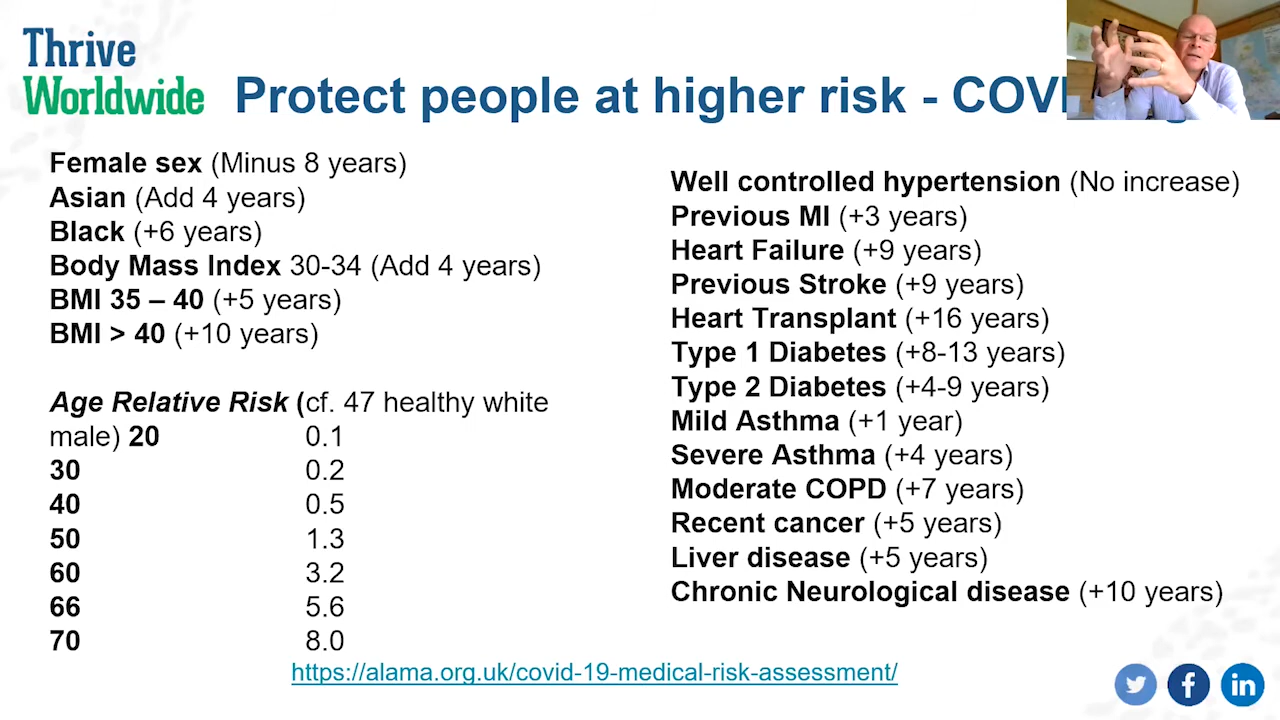 Thrive
Worldwide
Protect people at higher risk -
Female sex (Minus 8 years)
Asian (Add 4 years)
Black (+6 years)
Body Mass Index 30-34 (Add 4 years)
BMI 35 – 40 (+5 years)
BMI > 40 (+10 years)
Age Relative Risk (cf. 47 healthy white
male) 20 0.1
30 0.2
40 0.5
50 1.3
60 3.2
66 5.6
70 8.0
Well controlled hypertension (No increase)
Previous MI (+3 years)
Heart Failure (+9 years)
Previous Stroke (+9 years)
Heart Transplant (+16 years)
Type 1 Diabetes (+8-13 years)
Type 2 Diabetes (+4-9 years)
Mild Asthma (+1 year)
Severe Asthma (+4 years)
Moderate COPD (+7 years)
Recent cancer (+5 years)
Liver disease (+5 years)
Chronic Neurological disease (+10 years)
https://alama.org.uk/covid-19-medical-risk-assessment/
in